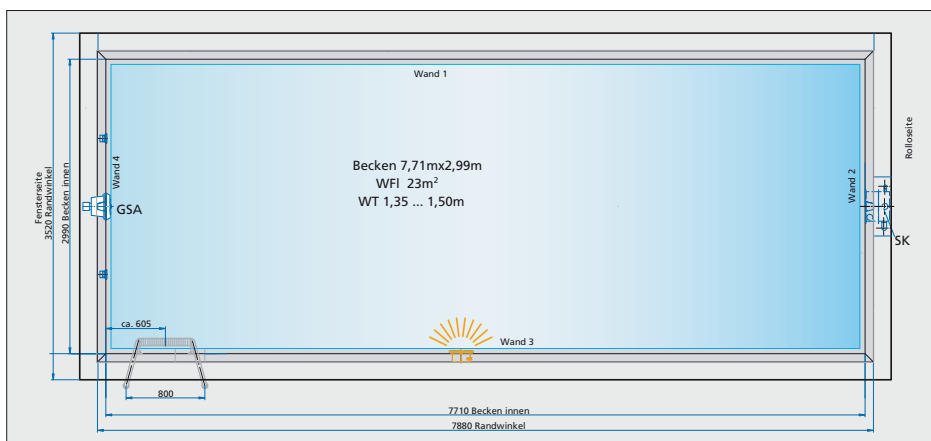 Wand 1
Becken 7,71mx2,99m
WFl 23m²
WT 1,35 ... 1,50m
Fensterseite
3520 Randwinkel
2990 Becken innen
Wand 4
GSA
Wand 2
Rolloseite
SK
ca. 605
Wand 3
800
7710 Becken innen
7880 Randwinkel